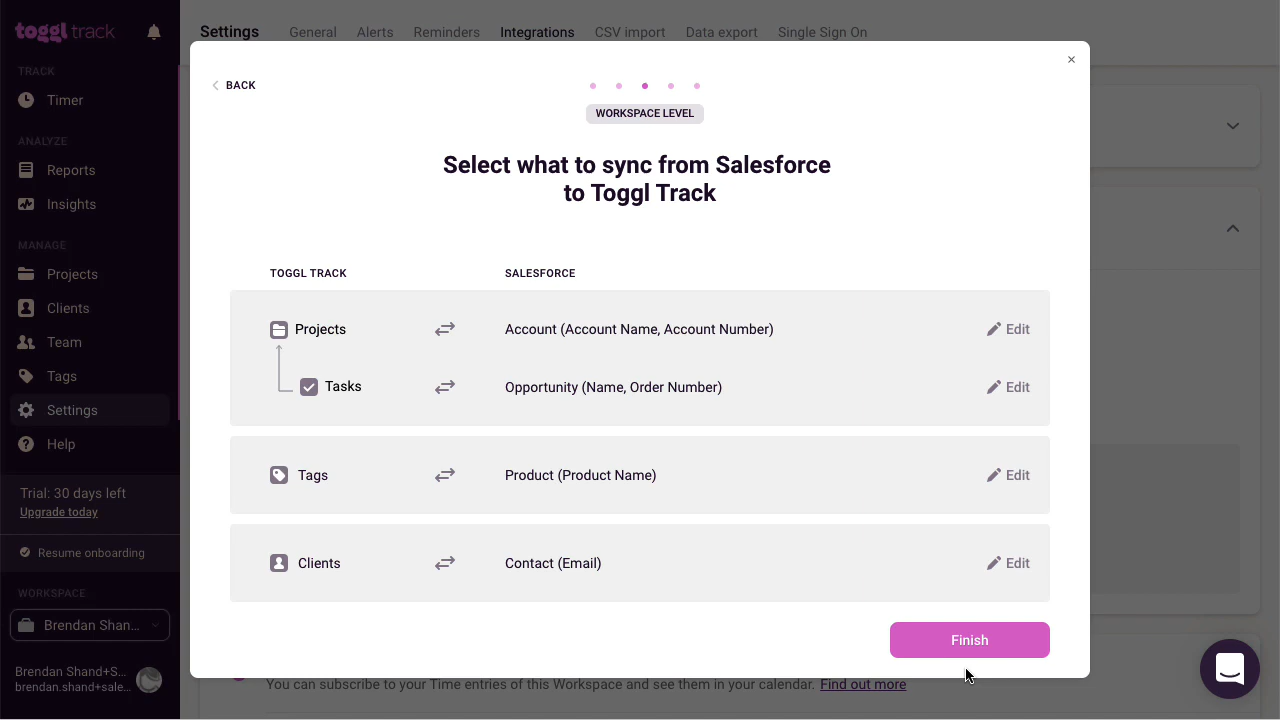 toggl track
TRACK
Timer
ANALYZE
Reports
Insights
MANAGE
Projects
Clients
Team
Tags
Settings
Help
Trial: 30 days left
Upgrade today
Resume onboarding
WORKSPACE
Brendan Shan...
Brendan Shand+S...
brendan.shand+sale...
Settings General Alerts Reminders Integrations CSV import Data export Single Sign On
×
BACK
WORKSPACE LEVEL
Select what to sync from Salesforce
to Toggl Track
TOGGL TRACK SALESFORCE
Projects Account (Account Name, Account Number) Edit
Tasks Opportunity (Name, Order Number) Edit
Tags Product (Product Name) Edit
Clients Contact (Email) Edit
Finish
You can subscribe to your Time entries of this Workspace and see them in your calendar. Find out more